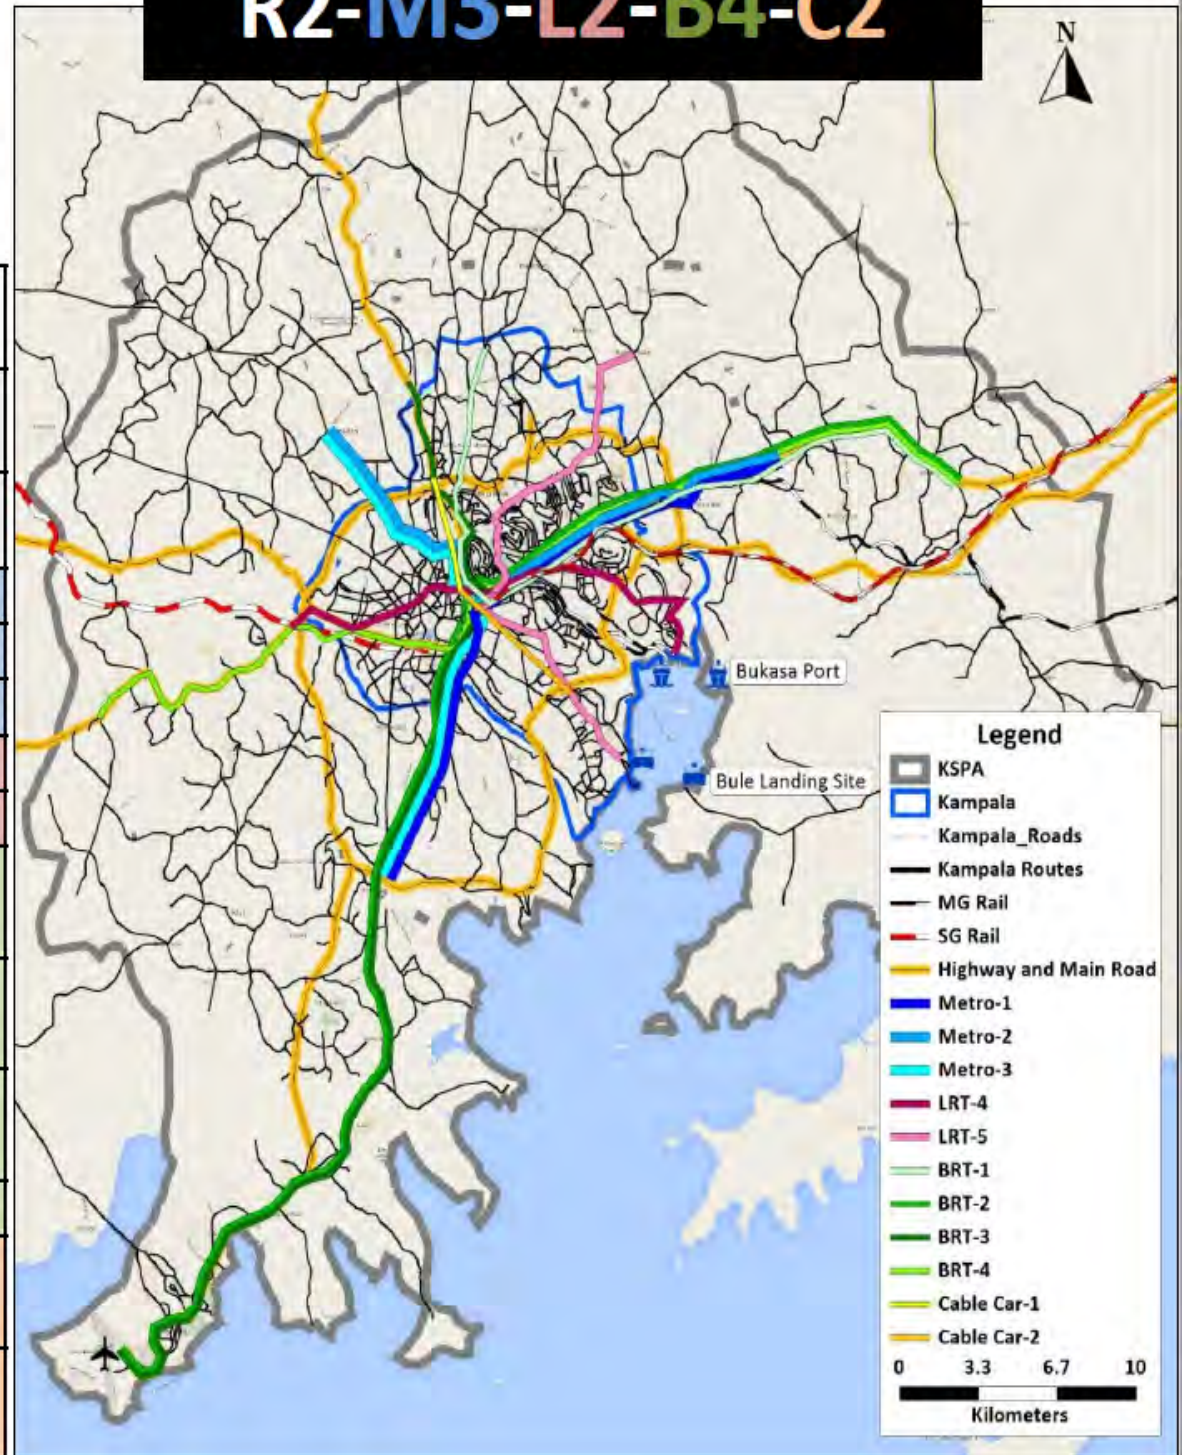 R2-M3-L2-B4-C2
N
Bukasa Port
Bule Landing Site
Legend
KSPA
Kampala
Kampala_Roads
Kampala Routes
MG Rail
SG Rail
Highway and Main Road
Metro-1
Metro-2
Metro-3
LRT-4
LRT-5
BRT-1
BRT-2
BRT-3
BRT-4
Cable Car-1
Cable Car-2
0 3.3 6.7 10
Kilometers